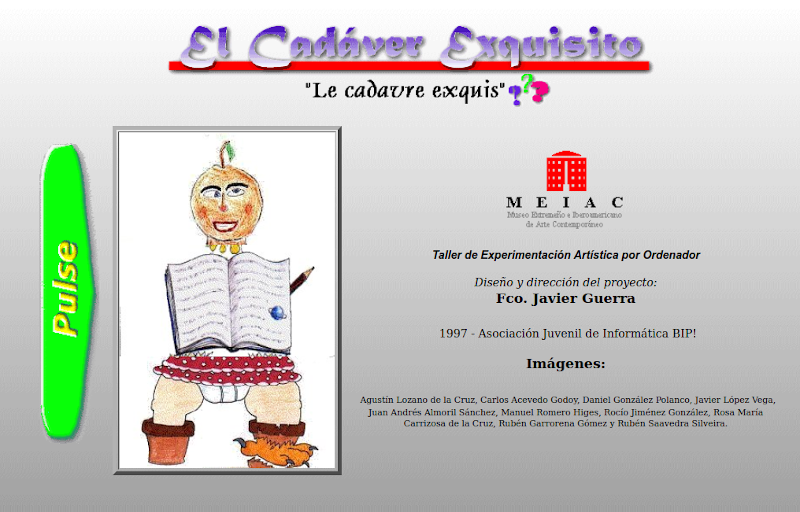 El Cadáver Exquisito
"Le cadavre exquis"???
Pulse
MEIAC
Museo Extremeño e Iberoamericano
de Arte Contemporáneo
Taller de Experimentación Artística por Ordenador
Diseño y dirección del proyecto:
Fco. Javier Guerra
1997 - Asociación Juvenil de Informática BIP!
Imágenes:
Agustín Lozano de la Cruz, Carlos Acevedo Godoy, Daniel González Polanco, Javier López Vega,
Juan Andrés Almoril Sánchez, Manuel Romero Higes, Rocío Jiménez González, Rosa María
Carrizosa de la Cruz, Rubén Garrorena Gómez y Rubén Saavedra Silveira.